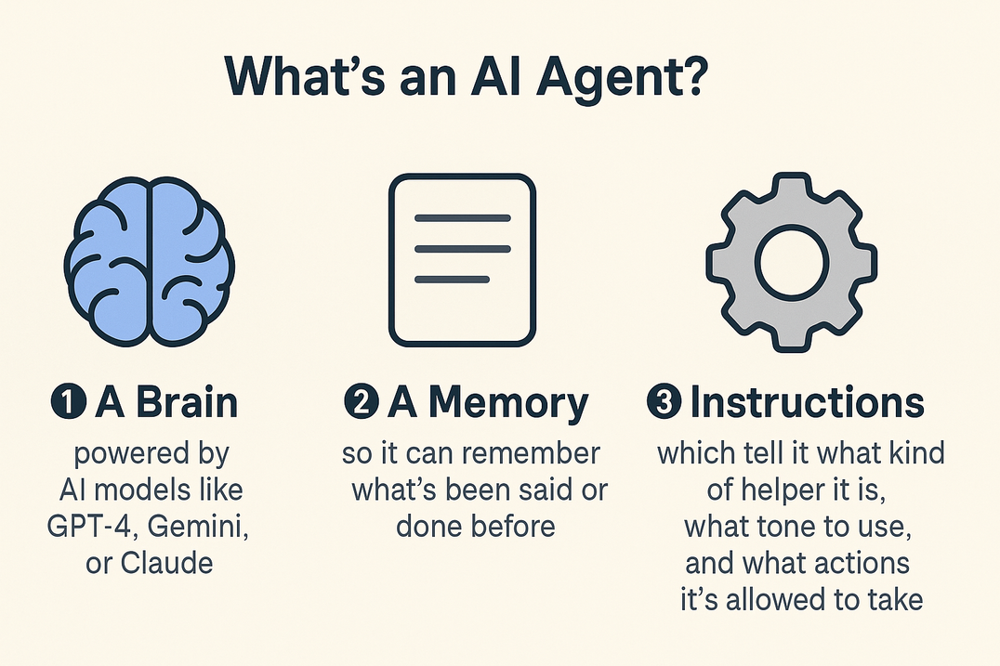 What's an AI Agent?
❶ A Brain
powered by
AI models like
GPT-4, Gemini,
or Claude
❷ A Memory
so it can remember
what's been said or
done before
❸ Instructions
which tell it what kind
of helper it is,
what tone to use,
and what actions
it's allowed to take